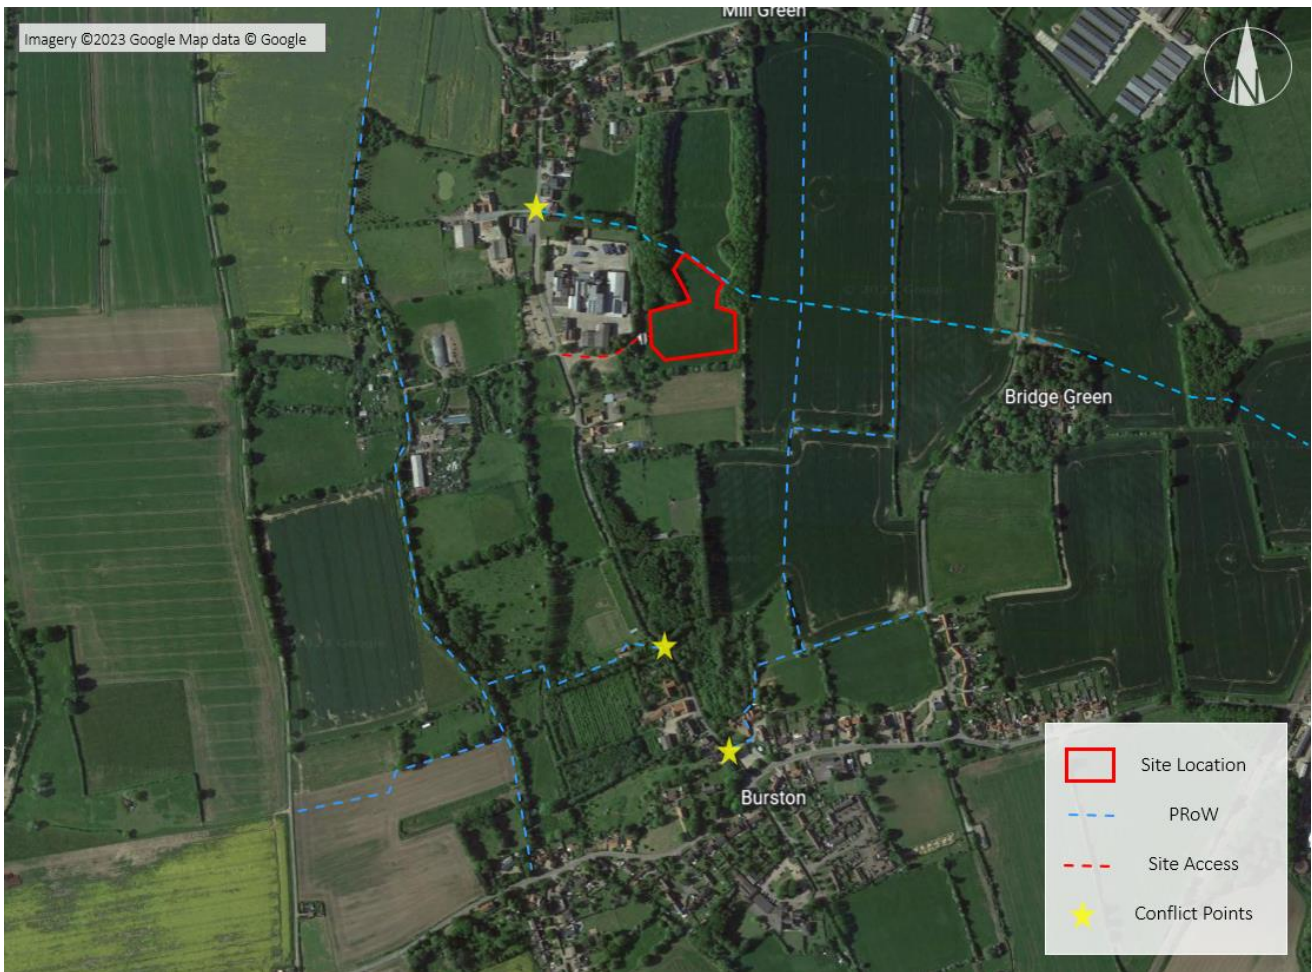 Mill Green
Imagery ©2023 Google Map data © Google
N
Bridge Green
Burston
Site Location
PRoW
Site Access
Conflict Points